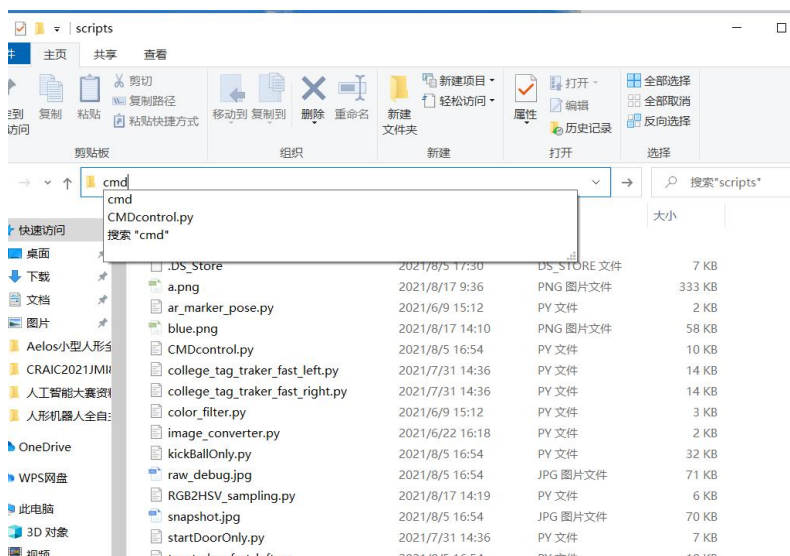 scripts
件 主页 共享 查看
剪切
复制路径
粘贴快捷方式
复制 粘贴
访问
剪贴板
移动到 复制到 删除 重命名
组织
新建项目
轻松访问
新建
文件夹
新建
打开
编辑
历史记录
属性
打开
全部选择
全部取消
反向选择
选择
cmd
搜索"scripts"
cmd
CMDcontrol.py
搜索 "cmd"
大小
快速访问
桌面
下载
文档
图片
Aelos小型人形全
CRAIC2021JMI
人工智能大赛资
人形机器人全自
OneDrive
WPS网盘
此电脑
3D 对象
视频
.DS_Store 2021/8/5 17:30 DS_STORE 文件 7 KB
a.png 2021/8/17 9:36 PNG 图片文件 333 KB
ar_marker_pose.py 2021/6/9 15:12 PY 文件 2 KB
blue.png 2021/8/17 14:10 PNG 图片文件 58 KB
CMDcontrol.py 2021/8/5 16:54 PY 文件 10 KB
college_tag_traker_fast_left.py 2021/7/31 14:36 PY 文件 14 KB
college_tag_traker_fast_right.py 2021/7/31 14:36 PY 文件 14 KB
color_filter.py 2021/6/9 15:12 PY 文件 3 KB
image_converter.py 2021/6/22 16:18 PY 文件 2 KB
kickBallOnly.py 2021/8/5 16:54 PY 文件 32 KB
raw_debug.jpg 2021/8/5 16:54 JPG 图片文件 71 KB
RGB2HSV_sampling.py 2021/8/17 14:19 PY 文件 6 KB
snapshot.jpg 2021/8/5 16:54 JPG 图片文件 70 KB
startDoorOnly.py 2021/7/31 14:36 PY 文件 7 KB